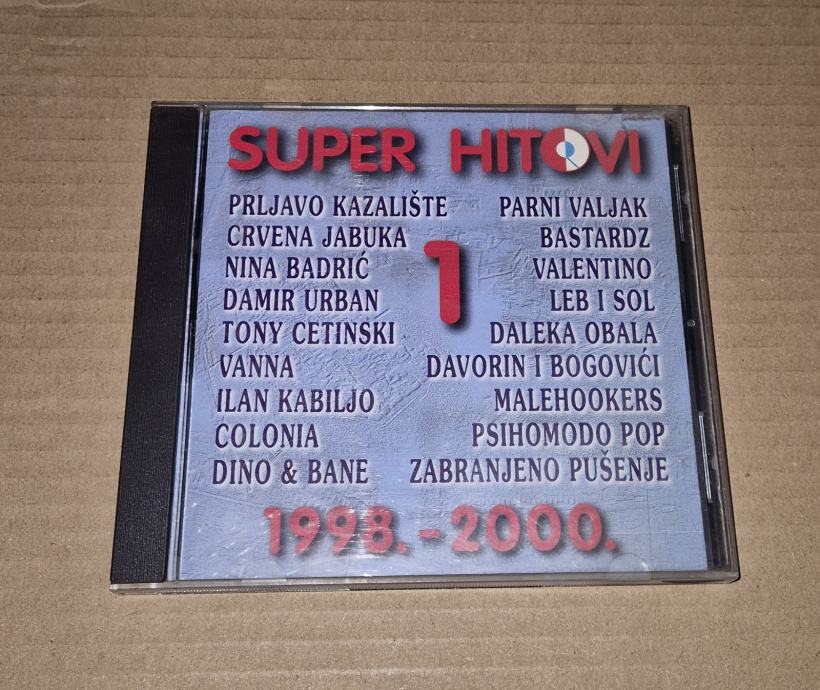 SUPER HITOVI
PRLJAVO KAZALIŠTE PARNI VALJAK
CRVENA JABUKA BASTARDZ
1
NINA BADRIĆ VALENTINO
DAMIR URBAN LEB I SOL
TONY CETINSKI DALEKA OBALA
VANNA DAVORIN I BOGOVIĆI
ILAN KABILJO MALEHOOKERS
COLONIA PSIHOMODO POP
DINO & BANE ZABRANJENO PUŠENJE
1998.-2000.